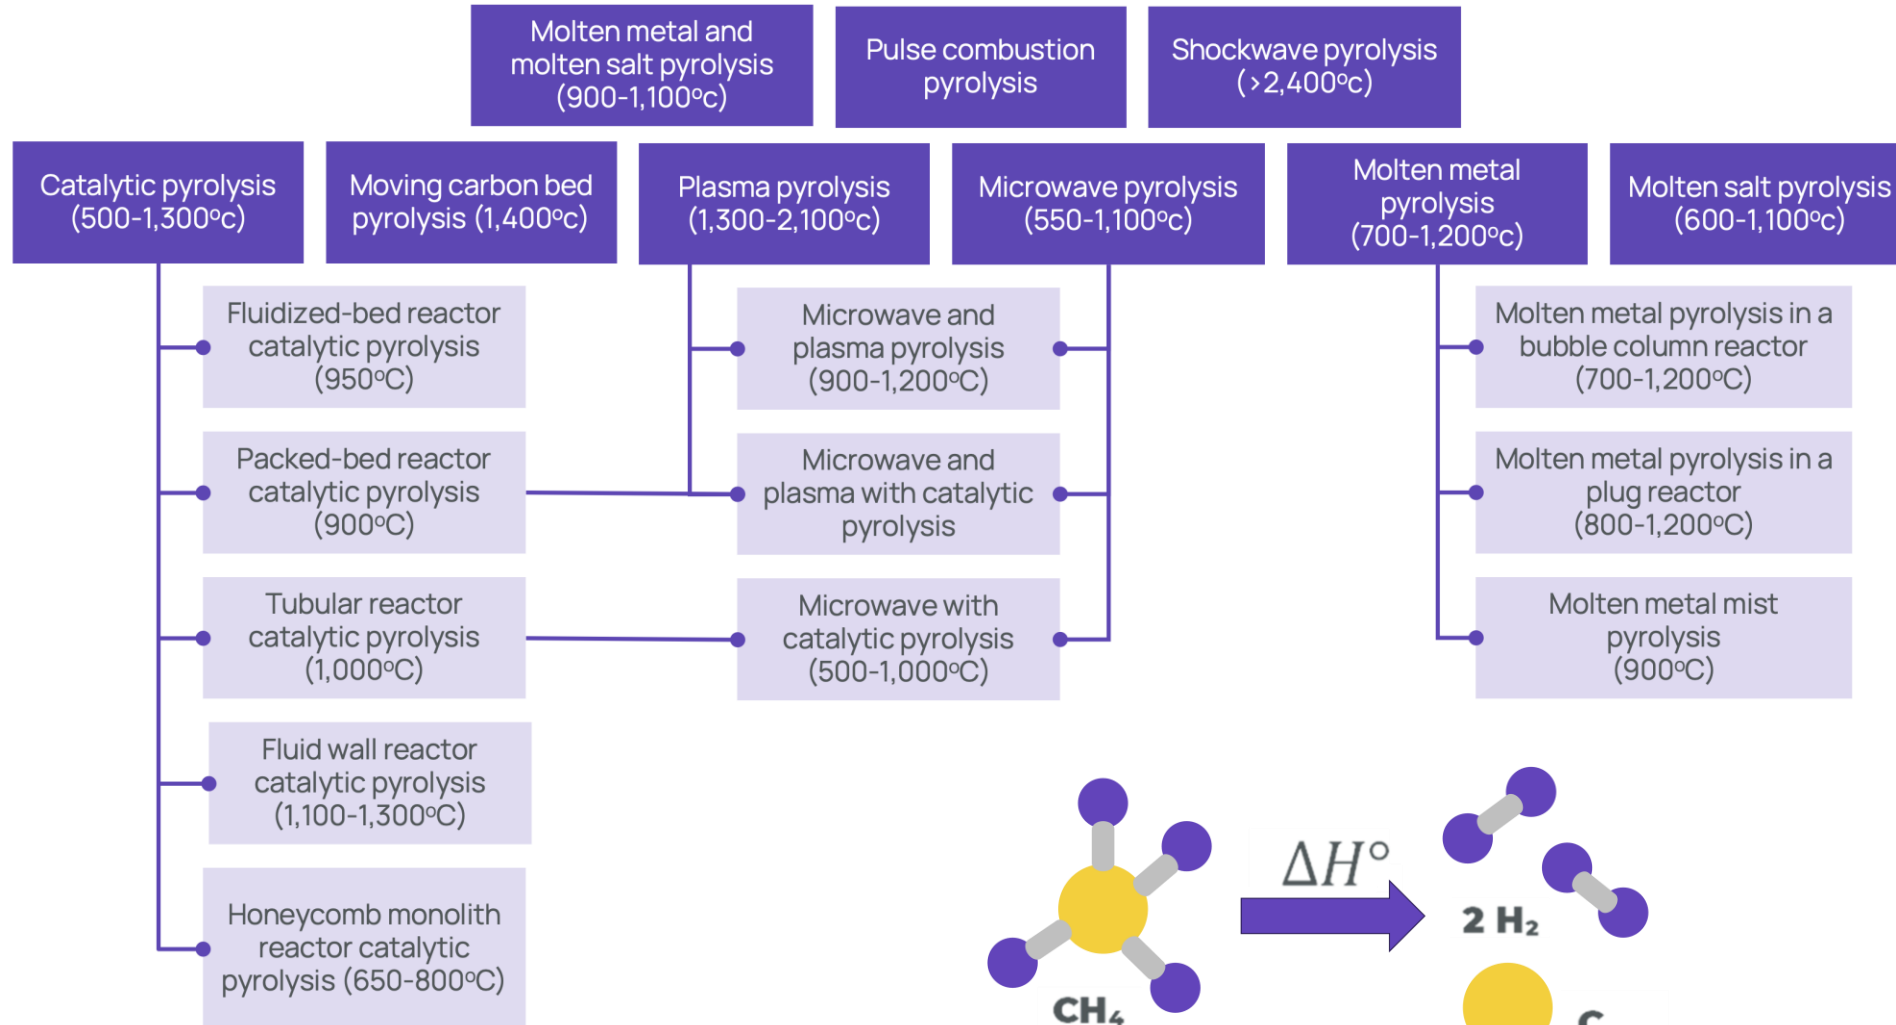 Molten metal and
molten salt pyrolysis
(900-1,100ºc)
Pulse combustion
pyrolysis
Shockwave pyrolysis
(>2,400ºc)
Catalytic pyrolysis
(500-1,300ºc)
Moving carbon bed
pyrolysis (1,400ºc)
Plasma pyrolysis
(1,300-2,100ºc)
Microwave pyrolysis
(550-1,100ºc)
Molten metal
pyrolysis
(700-1,200ºc)
Molten salt pyrolysis
(600-1,100ºc)
Fluidized-bed reactor
catalytic pyrolysis
(950ºC)
Microwave and
plasma pyrolysis
(900-1,200ºC)
Molten metal pyrolysis in a
bubble column reactor
(700-1,200ºC)
Packed-bed reactor
catalytic pyrolysis
(900ºC)
Microwave and
plasma with catalytic
pyrolysis
Molten metal pyrolysis in a
plug reactor
(800-1,200ºC)
Tubular reactor
catalytic pyrolysis
(1,000ºC)
Microwave with
catalytic pyrolysis
(500-1,000ºC)
Molten metal mist
pyrolysis
(900ºC)
Fluid wall reactor
catalytic pyrolysis
(1,100-1,300ºC)
Honeycomb monolith
reactor catalytic
pyrolysis (650-800ºC)
ΔH°
2 H₂
CH₄
C